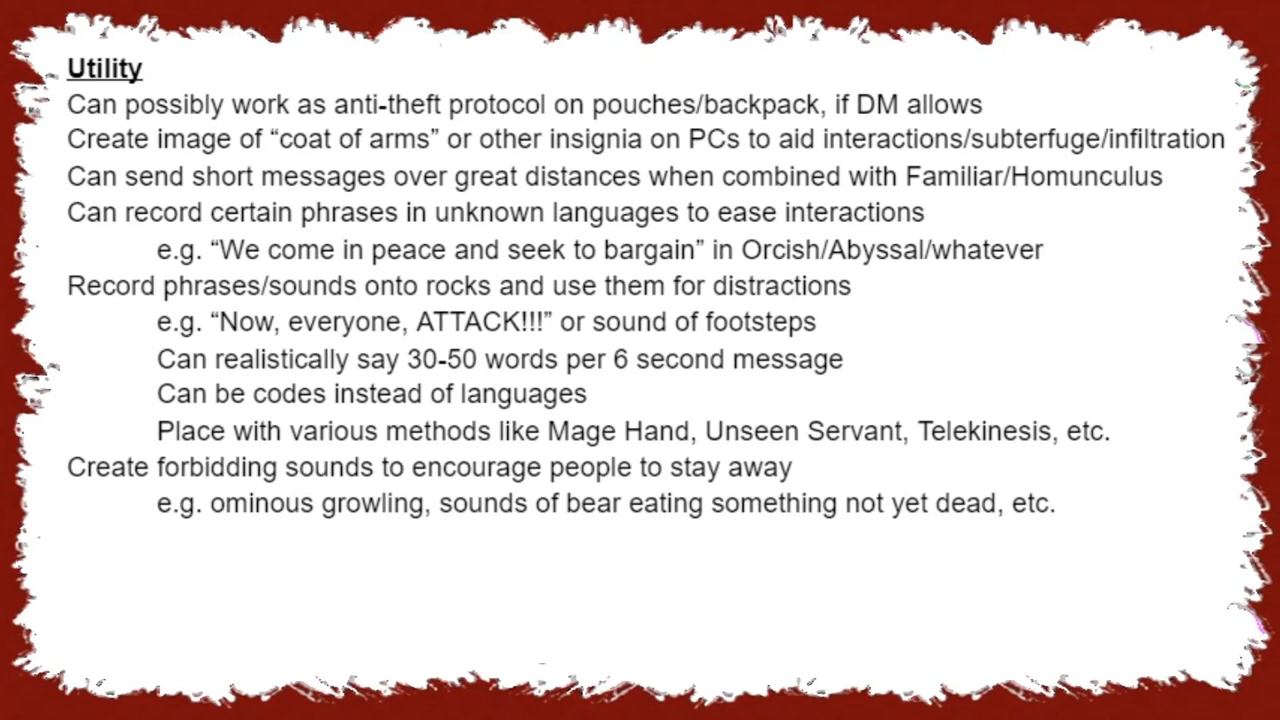 Utility
Can possibly work as anti-theft protocol on pouches/backpack, if DM allows
Create image of “coat of arms” or other insignia on PCs to aid interactions/subterfuge/infiltration
Can send short messages over great distances when combined with Familiar/Homunculus
Can record certain phrases in unknown languages to ease interactions
e.g. “We come in peace and seek to bargain” in Orcish/Abyssal/whatever
Record phrases/sounds onto rocks and use them for distractions
e.g. “Now, everyone, ATTACK!!!” or sound of footsteps
Can realistically say 30-50 words per 6 second message
Can be codes instead of languages
Place with various methods like Mage Hand, Unseen Servant, Telekinesis, etc.
Create forbidding sounds to encourage people to stay away
e.g. ominous growling, sounds of bear eating something not yet dead, etc.